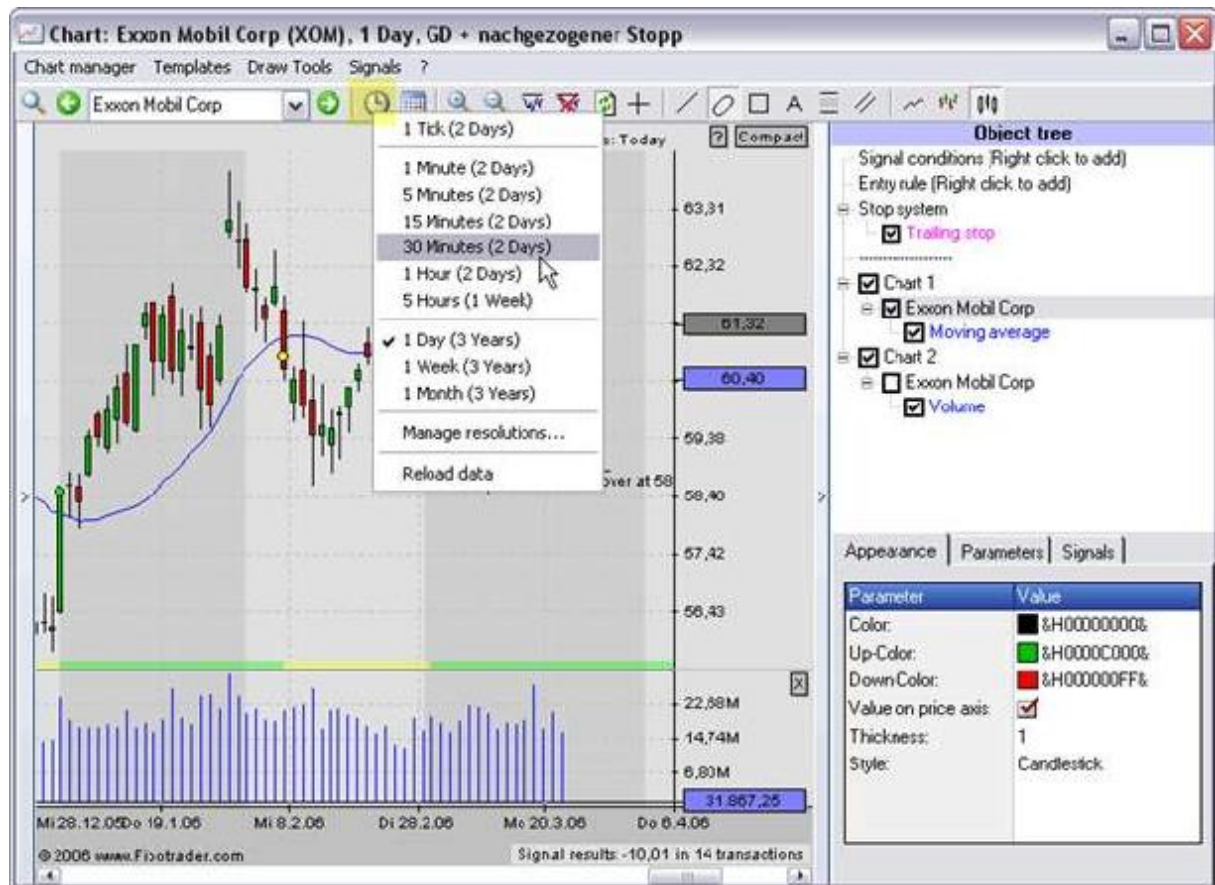 Chart: Exxon Mobil Corp (XOM), 1 Day, GD + nachgezogener Stopp
Chart manager Templates Draw Tools Signals ?
Exxon Mobil Corp
A
1 Tick (2 Days)
1 Minute (2 Days)
5 Minutes (2 Days)
15 Minutes (2 Days)
30 Minutes (2 Days)
1 Hour (2 Days)
5 Hours (1 Week)
1 Day (3 Years)
1 Week (3 Years)
1 Month (3 Years)
Manage resolutions...
Reload data
s: Today
? Compact
63,31
62,32
61,32
60,40
59,38
over at 58
58,40
57,42
56,43
X
22,68M
14,74M
6,80M
31.867,25
Mi 28.12.05 Do 19.1.06 Mi 8.2.06 Di 28.2.06 Mo 20.3.06 Do 6.4.06
© 2006 www.Fipotrader.com
Signal results -10,01 in 14 transactions
Object tree
Signal conditions (Right click to add)
Entry rule (Right click to add)
Stop system
Trailing stop
Chart 1
Exxon Mobil Corp
Moving average
Chart 2
Exxon Mobil Corp
Volume
Appearance Parameters Signals
Parameter Value
Color: &H00000000&
Up-Color: &H0000C000&
Down Color: &H000000FF&
Value on price axis
Thickness: 1
Style: Candlestick